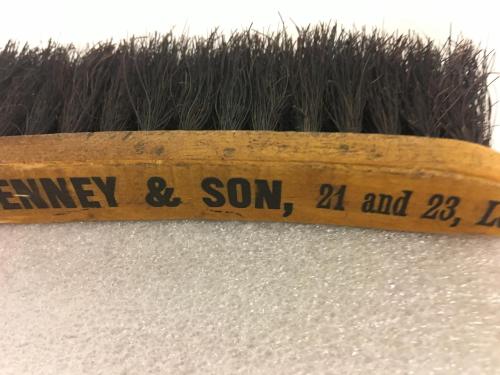 ENNEY & SON, 21 and 23, L